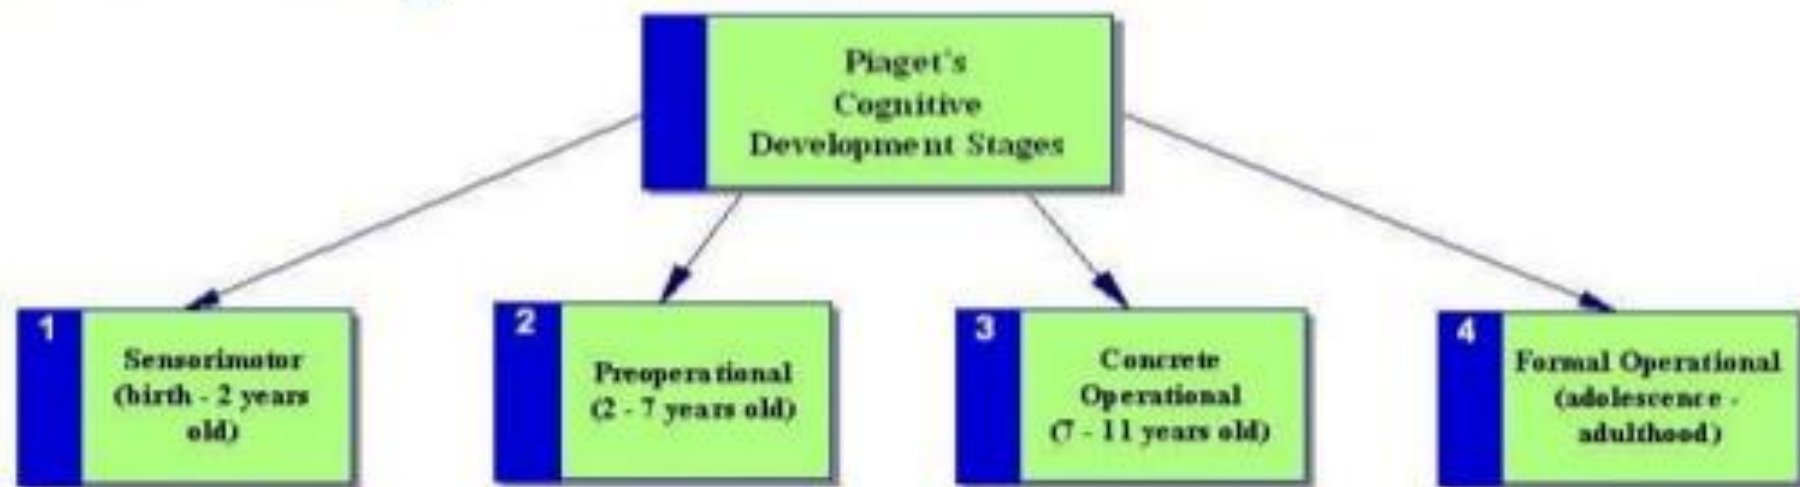 Piaget's
Cognitive
Development Stages
1
Sensorimotor
(birth - 2 years
old)
2
Preoperational
(2 - 7 years old)
3
Concrete
Operational
(7 - 11 years old)
4
Formal Operational
(adolescence -
adulthood)